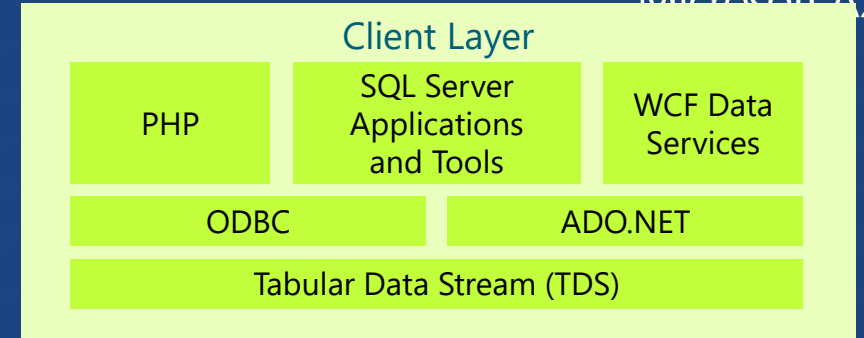 Client Layer
PHP
SQL Server
Applications
and Tools
WCF Data
Services
ODBC
ADO.NET
Tabular Data Stream (TDS)